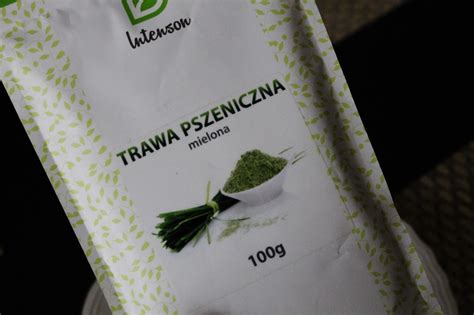 Intenson
TRAWA PSZENICZNA
mielona
100g